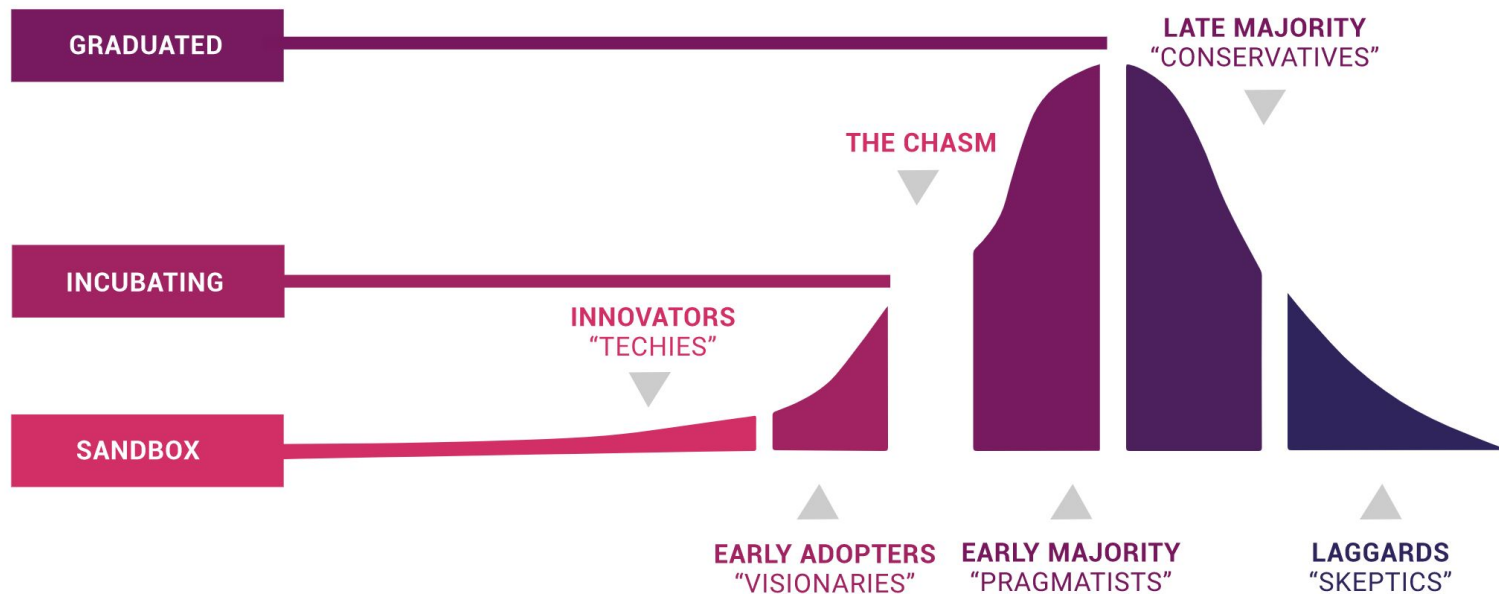 GRADUATED
LATE MAJORITY
“CONSERVATIVES”
THE CHASM
INCUBATING
INNOVATORS
“TECHIES”
SANDBOX
EARLY ADOPTERS
“VISIONARIES”
EARLY MAJORITY
“PRAGMATISTS”
LAGGARDS
“SKEPTICS”